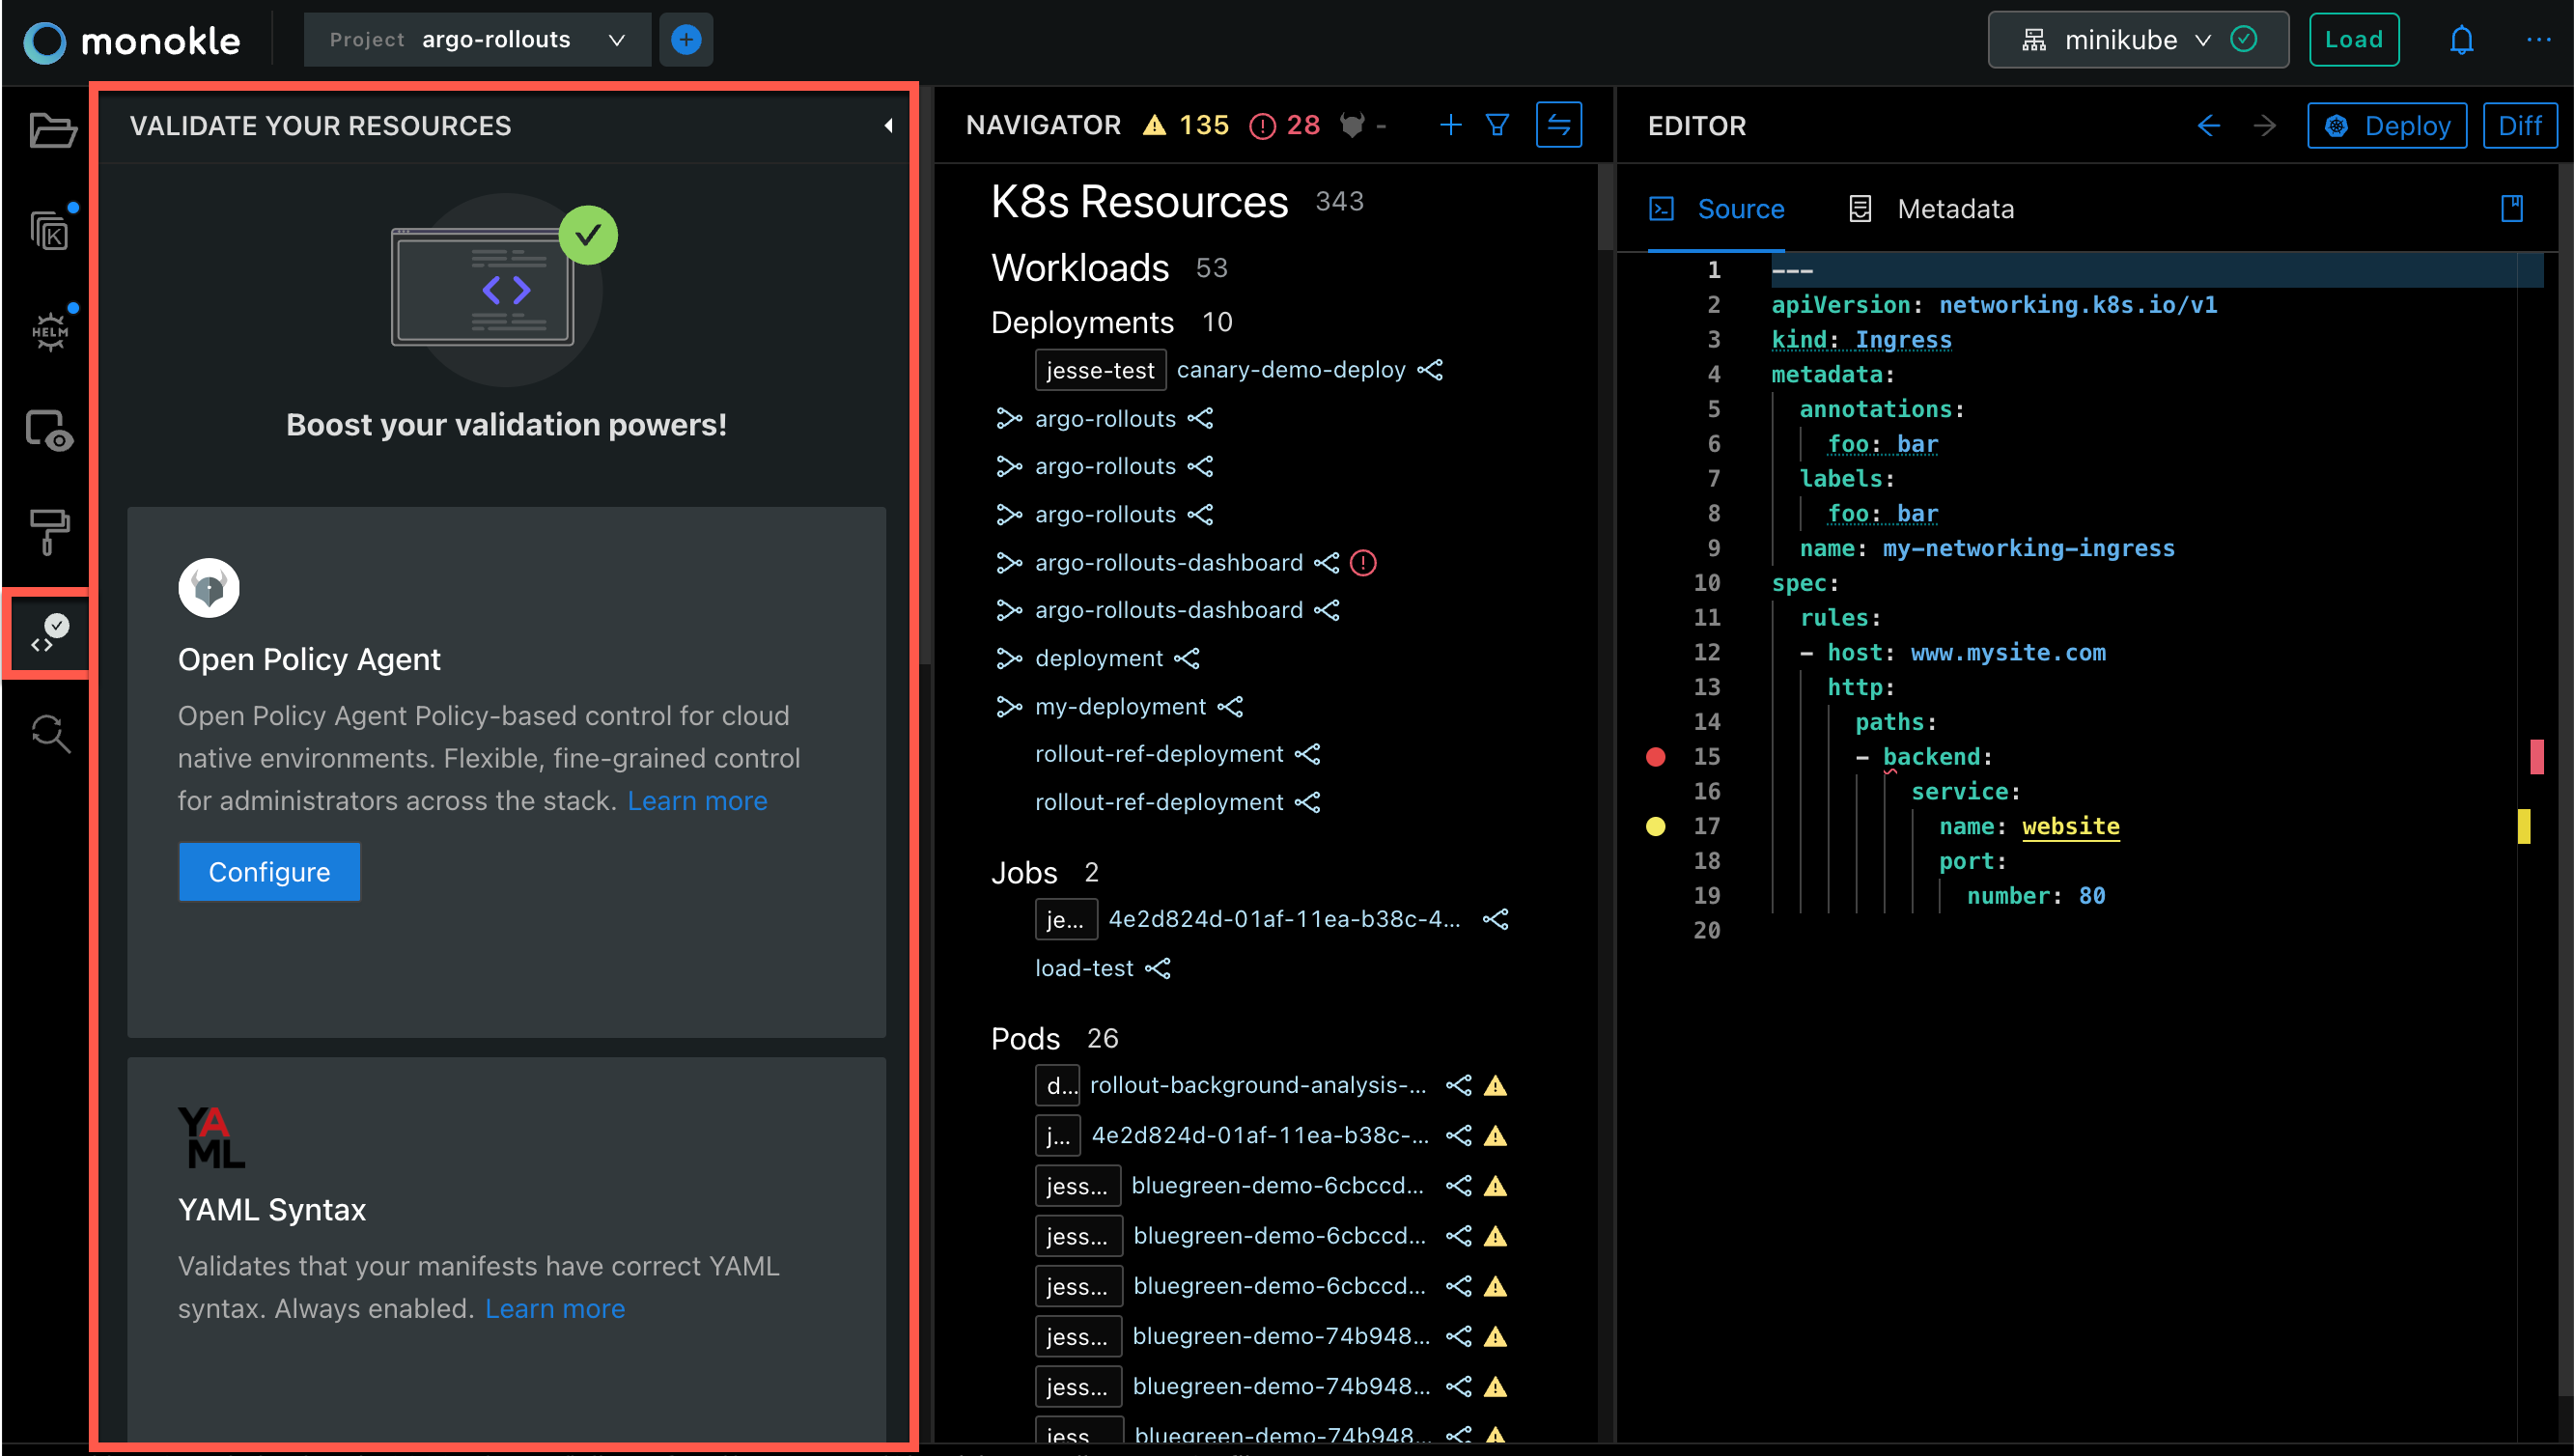 monokle
Project argo-rollouts
minikube
Load
VALIDATE YOUR RESOURCES
Boost your validation powers!
Open Policy Agent
Open Policy Agent Policy-based control for cloud
native environments. Flexible, fine-grained control
for administrators across the stack. Learn more
Configure
YAML
YAML Syntax
Validates that your manifests have correct YAML
syntax. Always enabled. Learn more
K
HELM
NAVIGATOR 135 28 -
K8s Resources 343
Workloads 53
Deployments 10
jesse-test canary-demo-deploy
argo-rollouts
argo-rollouts
argo-rollouts
argo-rollouts-dashboard
argo-rollouts-dashboard
deployment
my-deployment
rollout-ref-deployment
rollout-ref-deployment
Jobs 2
je... 4e2d824d-01af-11ea-b38c-4...
load-test
Pods 26
d... rollout-background-analysis-...
j... 4e2d824d-01af-11ea-b38c-...
jess... bluegreen-demo-6cbccd...
jess... bluegreen-demo-6cbccd...
jess... bluegreen-demo-6cbccd...
jess... bluegreen-demo-74b948...
jess... bluegreen-demo-74b948...
jess... bluegreen-demo-74b948...
EDITOR
Deploy
Diff
Source
Metadata
1 ---
2 apiVersion: networking.k8s.io/v1
3 kind: Ingress
4 metadata:
5 annotations:
6 foo: bar
7 labels:
8 foo: bar
9 name: my-networking-ingress
10 spec:
11 rules:
12 - host: www.mysite.com
13 http:
14 paths:
15 - backend:
16 service:
17 name: website
18 port:
19 number: 80
20